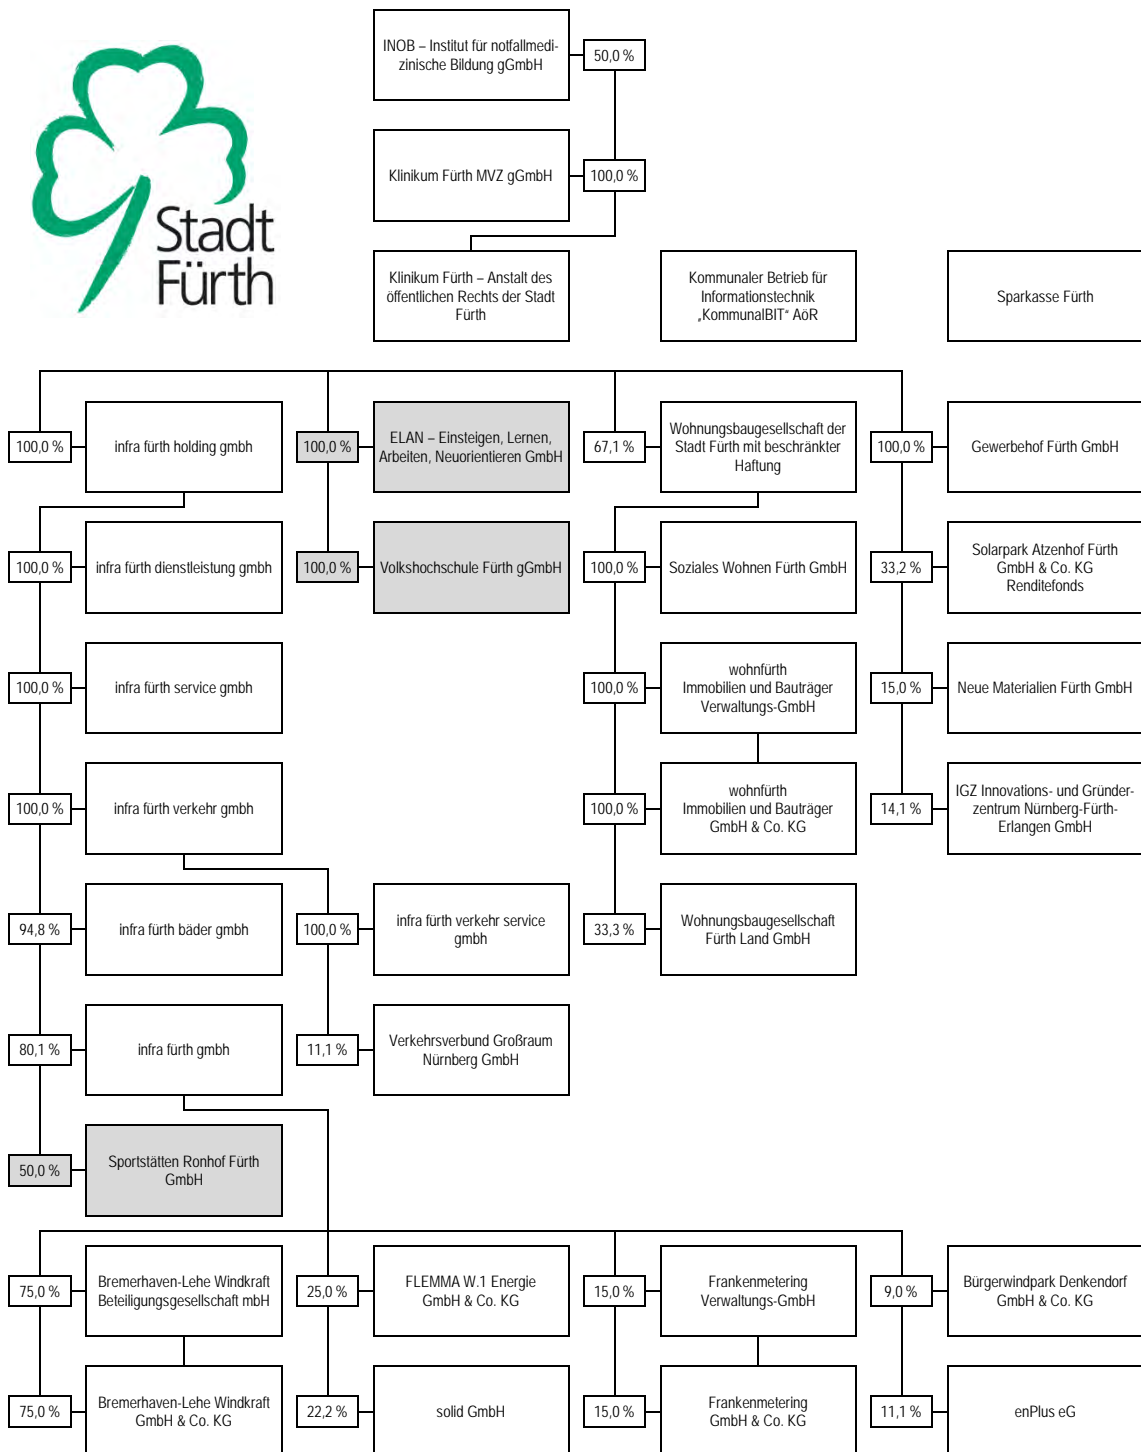 INOB – Institut für notfallmedi-
zinische Bildung gGmbH
50,0 %
Klinikum Fürth MVZ gGmbH
100,0 %
Stadt
Fürth
Klinikum Fürth – Anstalt des
öffentlichen Rechts der Stadt
Fürth
Kommunaler Betrieb für
Informationstechnik
„KommunalBIT“ AöR
Sparkasse Fürth
100,0 %
infra fürth holding gmbh
100,0 %
ELAN – Einsteigen, Lernen,
Arbeiten, Neuorientieren GmbH
67,1 %
Wohnungsbaugesellschaft der
Stadt Fürth mit beschränkter
Haftung
100,0 %
Gewerbehof Fürth GmbH
100,0 %
infra fürth dienstleistung gmbh
100,0 %
Volkshochschule Fürth gGmbH
100,0 %
Soziales Wohnen Fürth GmbH
33,2 %
Solarpark Atzenhof Fürth
GmbH & Co. KG
Renditefonds
100,0 %
infra fürth service gmbh
100,0 %
wohnfürth
Immobilien und Bauträger
Verwaltungs-GmbH
15,0 %
Neue Materialien Fürth GmbH
100,0 %
infra fürth verkehr gmbh
100,0 %
wohnfürth
Immobilien und Bauträger
GmbH & Co. KG
14,1 %
IGZ Innovations- und Gründer-
zentrum Nürnberg-Fürth-
Erlangen GmbH
94,8 %
infra fürth bäder gmbh
100,0 %
infra fürth verkehr service
gmbh
33,3 %
Wohnungsbaugesellschaft
Fürth Land GmbH
80,1 %
infra fürth gmbh
11,1 %
Verkehrsverbund Großraum
Nürnberg GmbH
50,0 %
Sportstätten Ronhof Fürth
GmbH
75,0 %
Bremerhaven-Lehe Windkraft
Beteiligungsgesellschaft mbH
25,0 %
FLEMMA W.1 Energie
GmbH & Co. KG
15,0 %
Frankenmetering
Verwaltungs-GmbH
9,0 %
Bürgerwindpark Denkendorf
GmbH & Co. KG
75,0 %
Bremerhaven-Lehe Windkraft
GmbH & Co. KG
22,2 %
solid GmbH
15,0 %
Frankenmetering
GmbH & Co. KG
11,1 %
enPlus eG